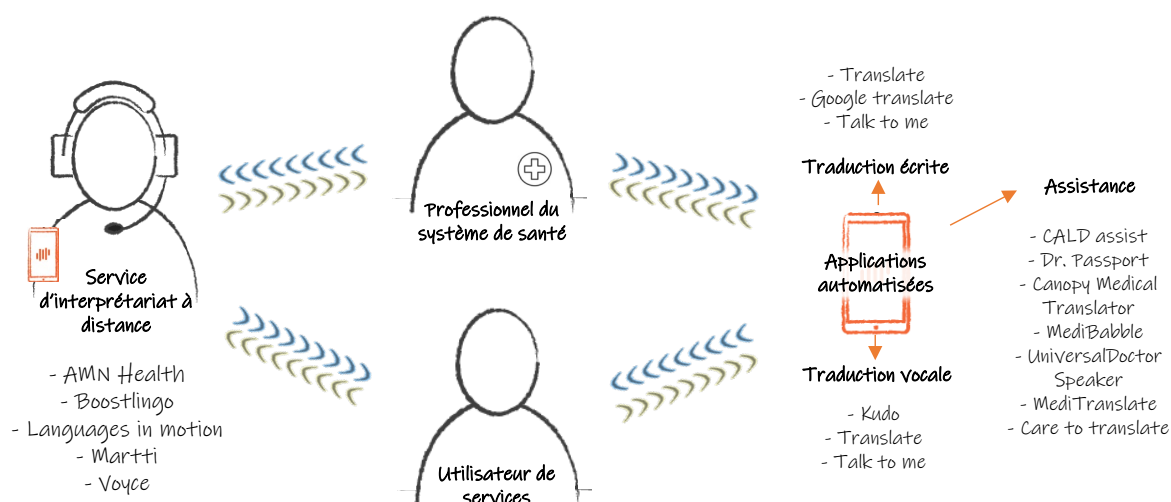 Service
d'interprétariat à
distance
- AMN Health
- Boostlingo
- Languages in motion
- Martti
- Voyce
Professionnel du
système de santé
Utilisateur de
services
- Translate
- Google translate
- Talk to me
Traduction écrite
Applications
automatisées
Traduction vocale
- Kudo
- Translate
- Talk to me
Assistance
- CALD assist
- Dr. Passport
- Canopy Medical
Translator
- MediBabble
- UniversalDoctor
Speaker
- MediTranslate
- Care to translate